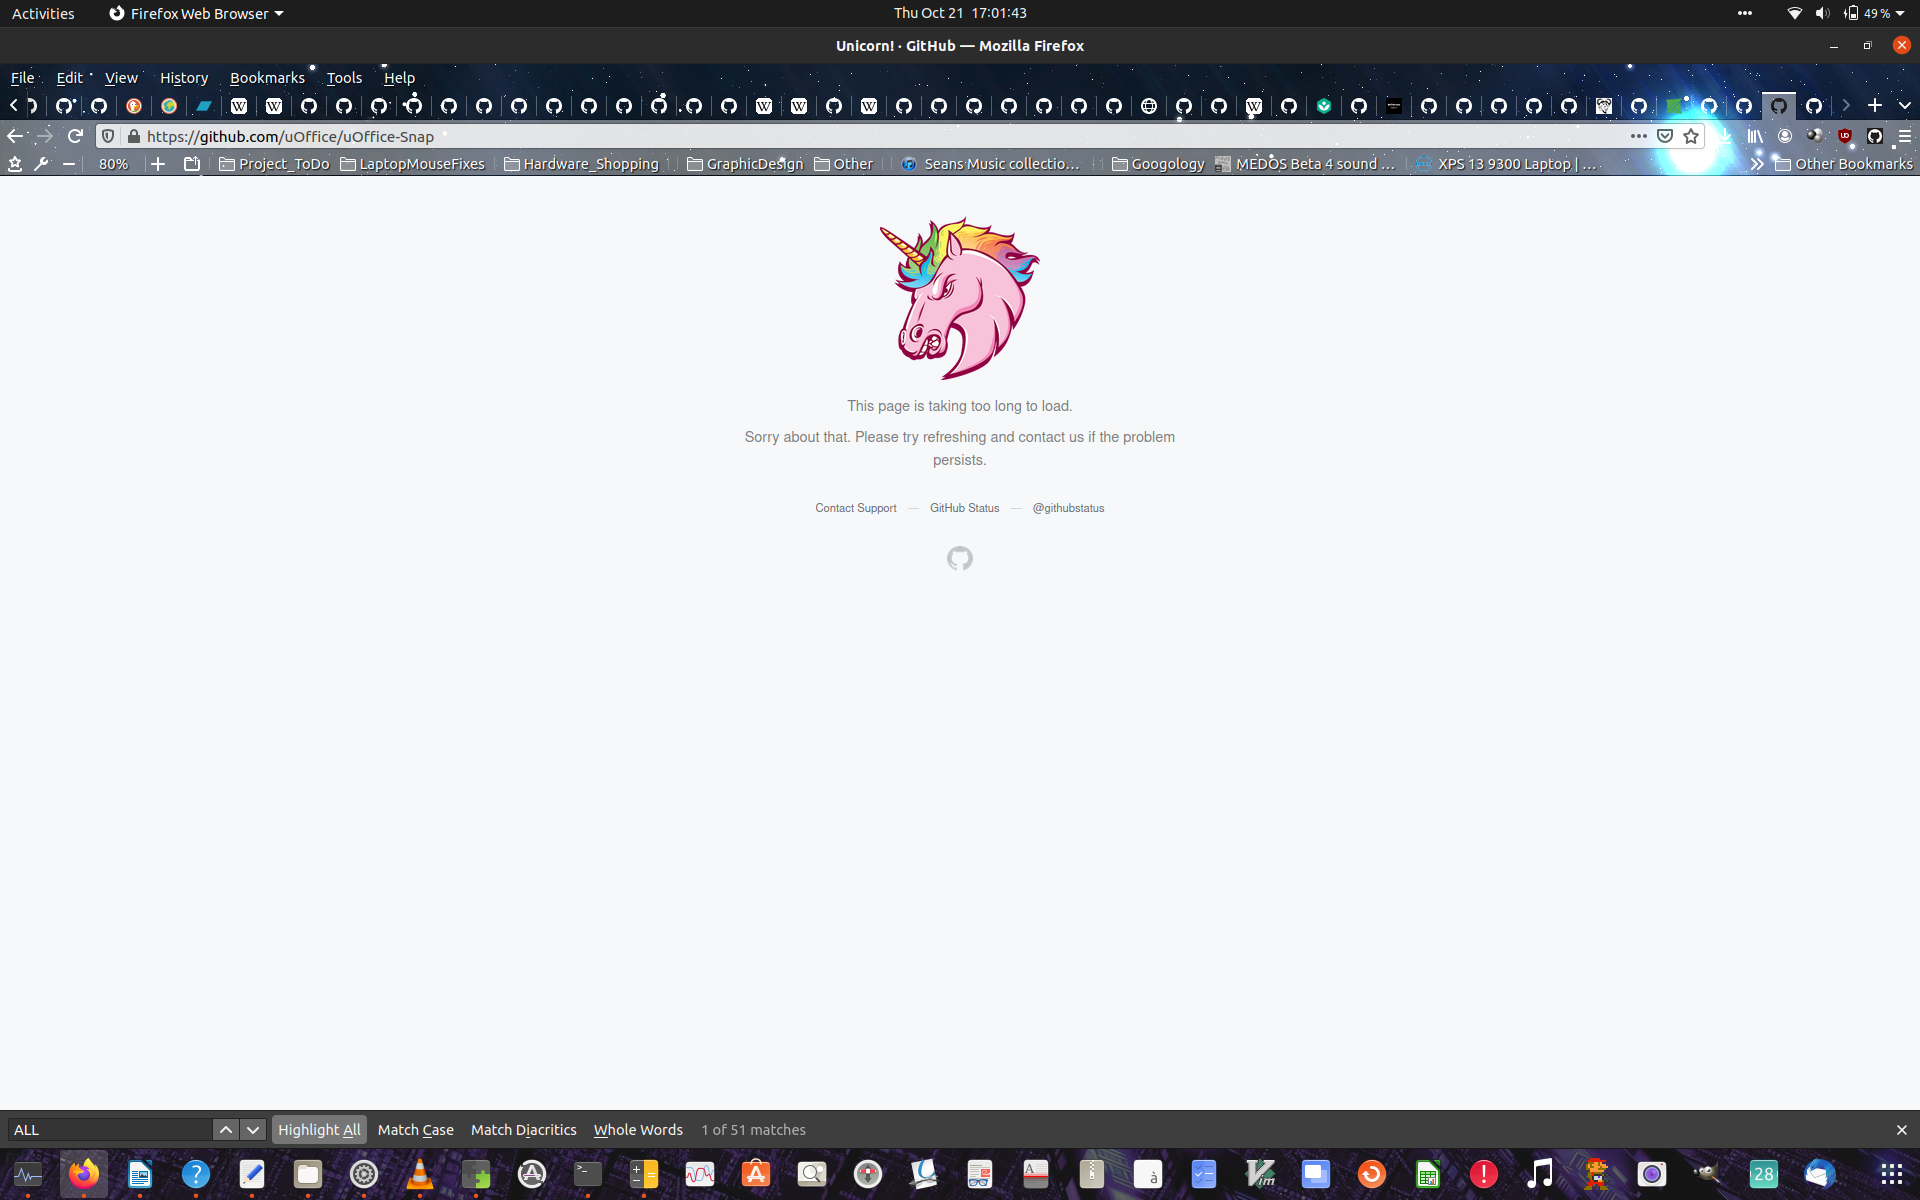 Activities
Firefox Web Browser
Thu Oct 21 17:01:43
49 %
Unicorn! · GitHub — Mozilla Firefox
File Edit View History Bookmarks Tools Help
https://github.com/uOffice/uOffice-Snap
80%
Project_ToDo
LaptopMouseFixes
Hardware_Shopping
GraphicDesign
Other
Seans Music collectio…
Googology
MEDOS Beta 4 sound …
XPS 13 9300 Laptop | …
Other Bookmarks
This page is taking too long to load.
Sorry about that. Please try refreshing and contact us if the problem
persists.
Contact Support — GitHub Status — @githubstatus
ALL
Highlight All
Match Case
Match Diacritics
Whole Words
1 of 51 matches
28